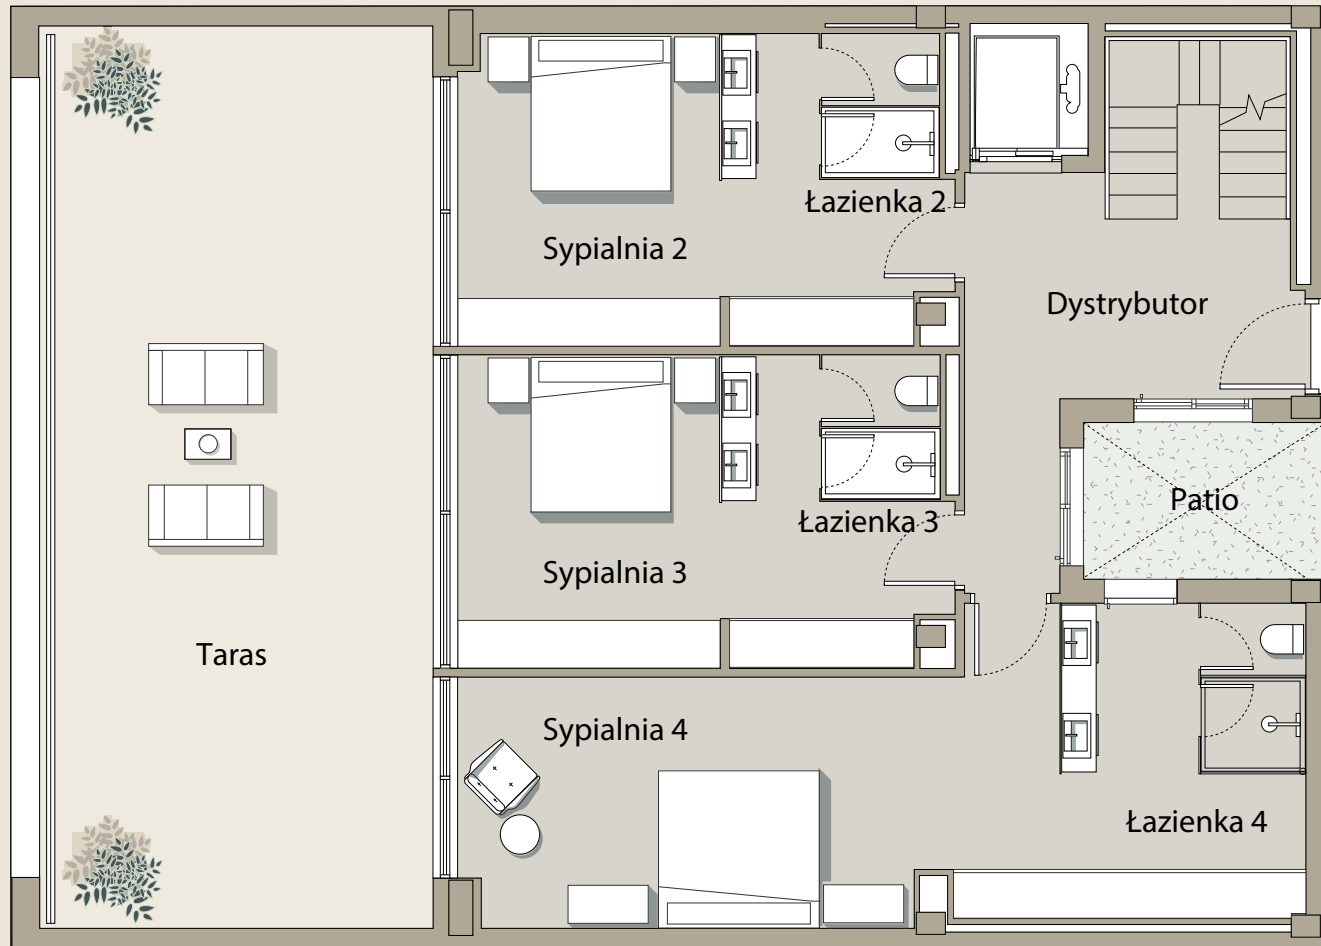 Łazienka 2
Sypialnia 2
Dystrybutor
Patio
Łazienka 3
Sypialnia 3
Taras
Sypialnia 4
Łazienka 4